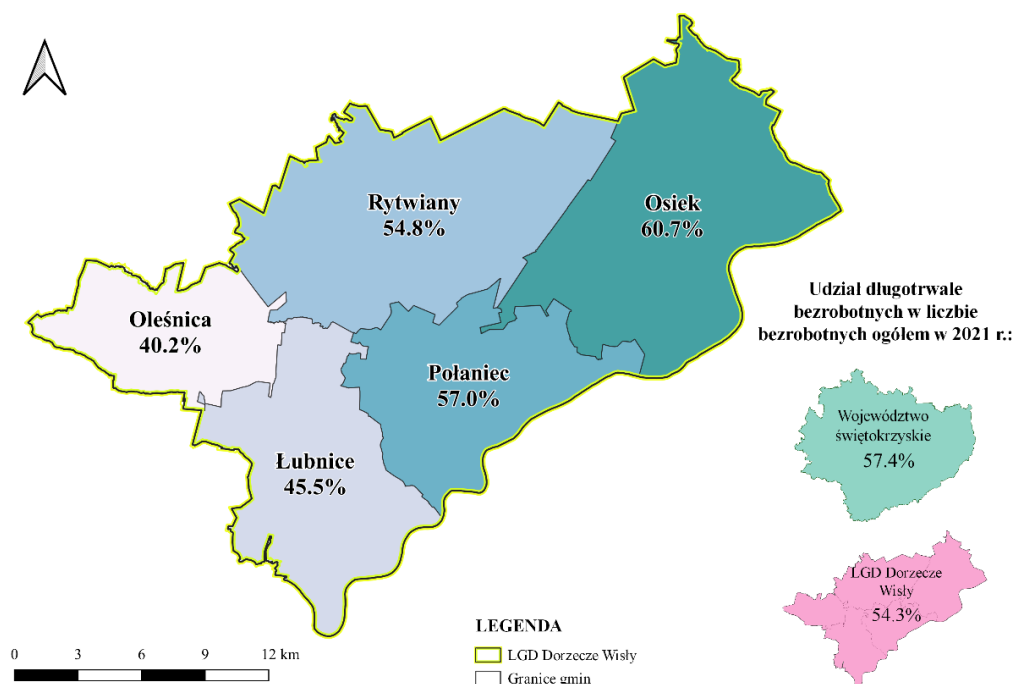 Rytwiany
54.8%
Osiek
60.7%
Oleśnica
40.2%
Połaniec
57.0%
Łubnice
45.5%
Udział długotrwale
bezrobotnych w liczbie
bezrobotnych ogółem w 2021 r.:
Województwo
świętokrzyskie
57.4%
LGD Dorzecze
Wisły
54.3%
LEGENDA
LGD Dorzecze Wisły
Granice gmin
0 3 6 9 12 km